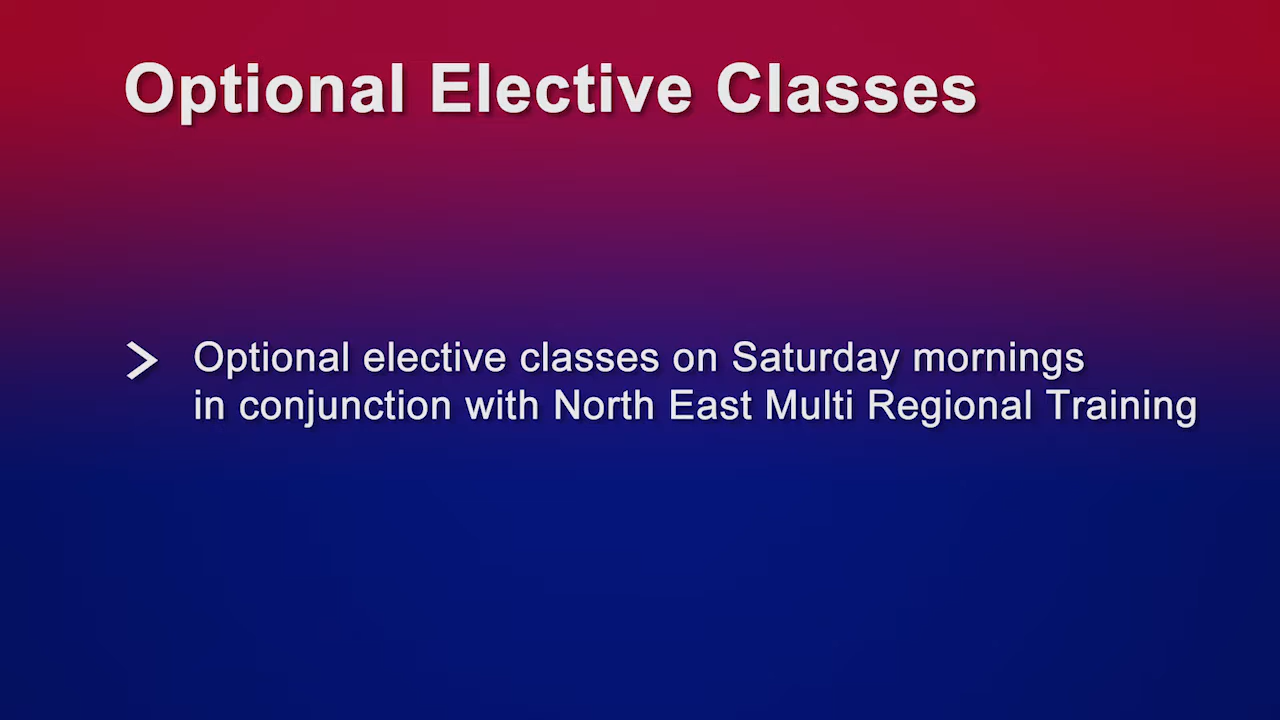 Optional Elective Classes
Optional elective classes on Saturday mornings
in conjunction with North East Multi Regional Training